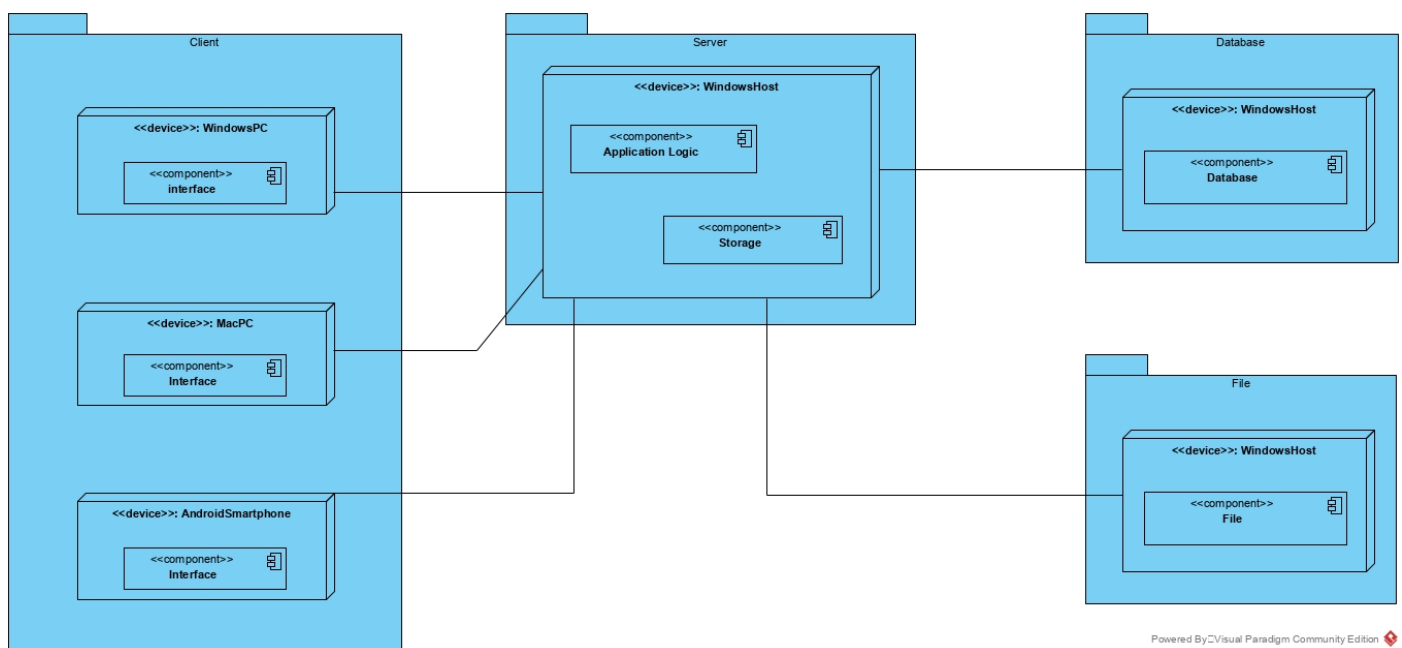 Client
<<device>>: WindowsPC
<<component>>
interface
<<device>>: MacPC
<<component>>
Interface
<<device>>: AndroidSmartphone
<<component>>
Interface
Server
<<device>>: WindowsHost
<<component>>
Application Logic
<<component>>
Storage
Database
<<device>>: WindowsHost
<<component>>
Database
File
<<device>>: WindowsHost
<<component>>
File
Powered By Visual Paradigm Community Edition